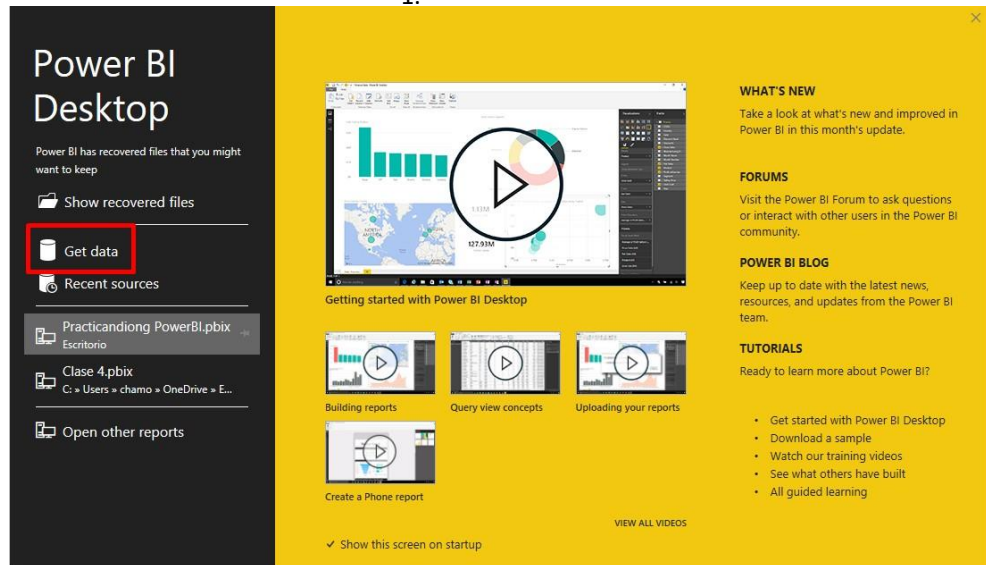 1.
Power BI
Desktop
Power BI has recovered files that you might
want to keep
Show recovered files
Get data
Recent sources
Practicandiong PowerBI.pbix
Escritorio
Clase 4.pbix
C: » Users » chamo » OneDrive » E...
Open other reports
127.93M
Getting started with Power BI Desktop
Building reports
Query view concepts
Uploading your reports
Create a Phone report
VIEW ALL VIDEOS
Show this screen on startup
WHAT'S NEW
Take a look at what's new and improved in
Power BI in this month's update.
FORUMS
Visit the Power BI Forum to ask questions
or interact with other users in the Power BI
community.
POWER BI BLOG
Keep up to date with the latest news,
resources, and updates from the Power BI
team.
TUTORIALS
Ready to learn more about Power BI?
• Get started with Power BI Desktop
• Download a sample
• Watch our training videos
• See what others have built
• All guided learning